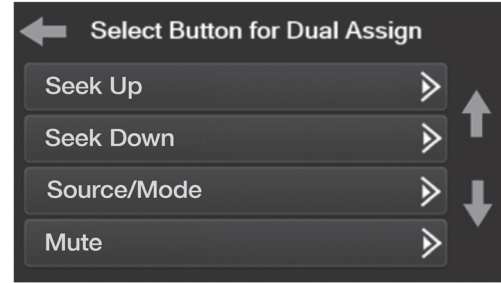 Select Button for Dual Assign
Seek Up
Seek Down
Source/Mode
Mute